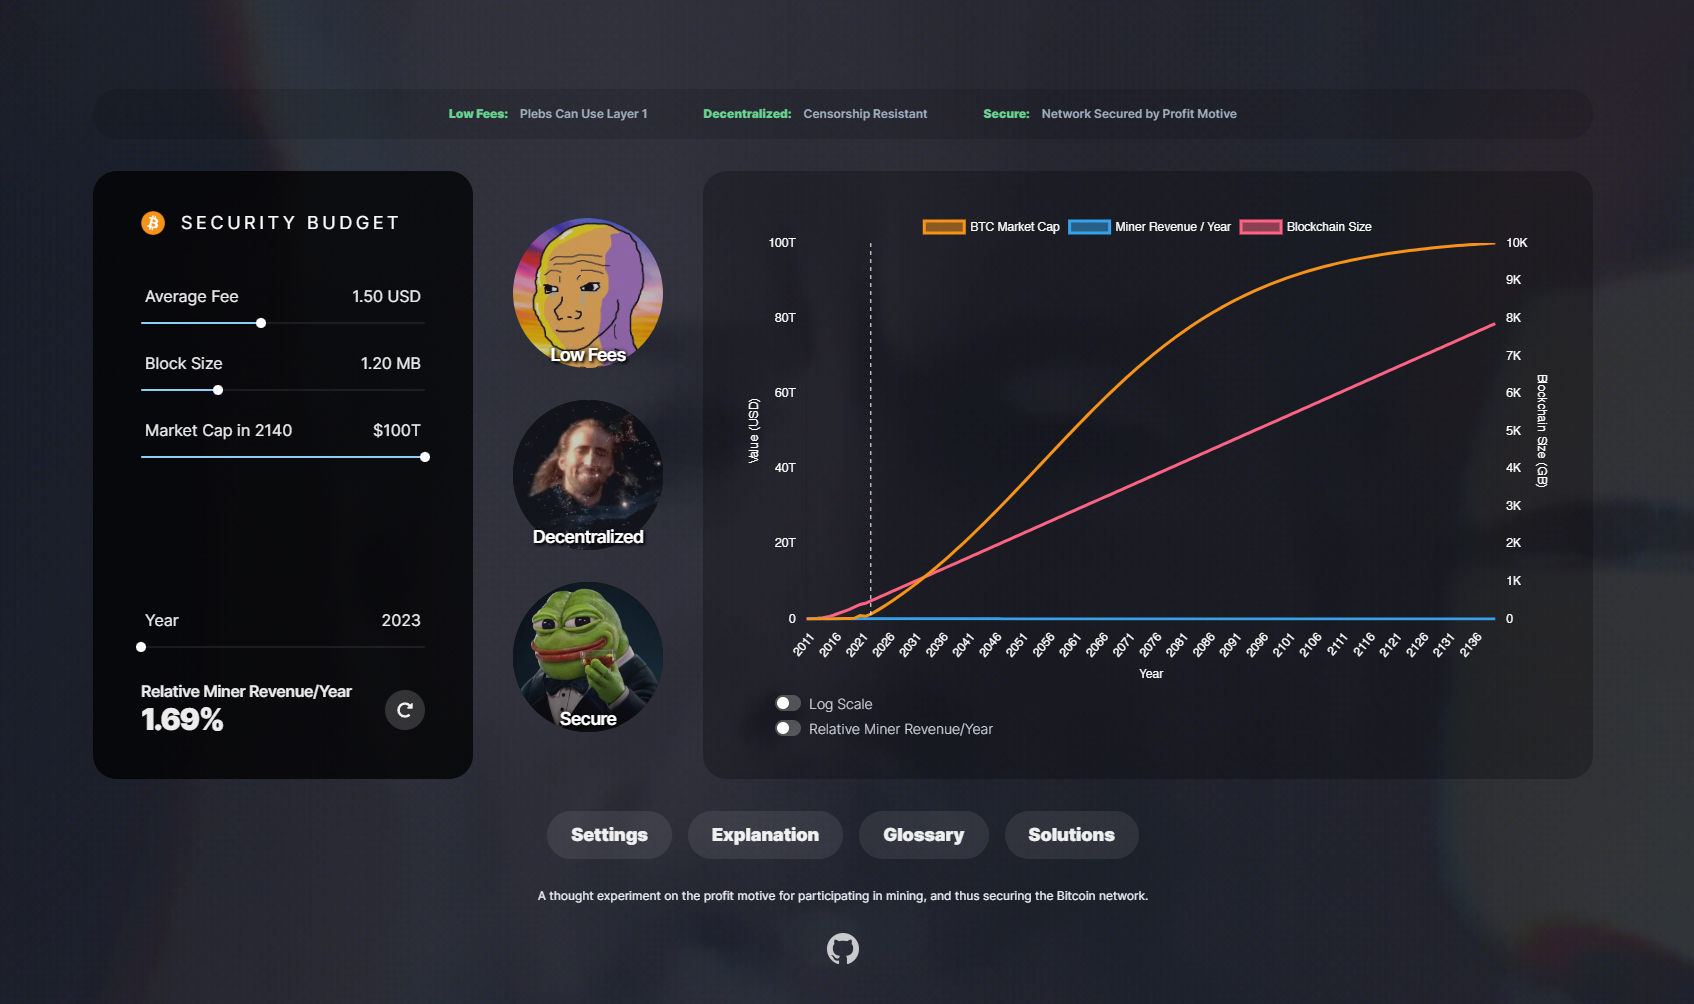 Low Fees: Plebs Can Use Layer 1 Decentralized: Censorship Resistant Secure: Network Secured by Profit Motive
SECURITY BUDGET
Average Fee 1.50 USD
Block Size 1.20 MB
Market Cap in 2140 $100T
Year 2023
Relative Miner Revenue/Year
1.69%
Low Fees
Decentralized
Secure
BTC Market Cap Miner Revenue / Year Blockchain Size
Value (USD)
100T
80T
60T
40T
20T
0
10K
9K
8K
7K
6K
5K
4K
3K
2K
1K
0
Blockchain Size (GB)
2011 2016 2021 2026 2031 2036 2041 2046 2051 2056 2061 2066 2071 2076 2081 2086 2091 2096 2101 2106 2111 2116 2121 2126 2131 2136
Year
Log Scale
Relative Miner Revenue/Year
Settings Explanation Glossary Solutions
A thought experiment on the profit motive for participating in mining, and thus securing the Bitcoin network.